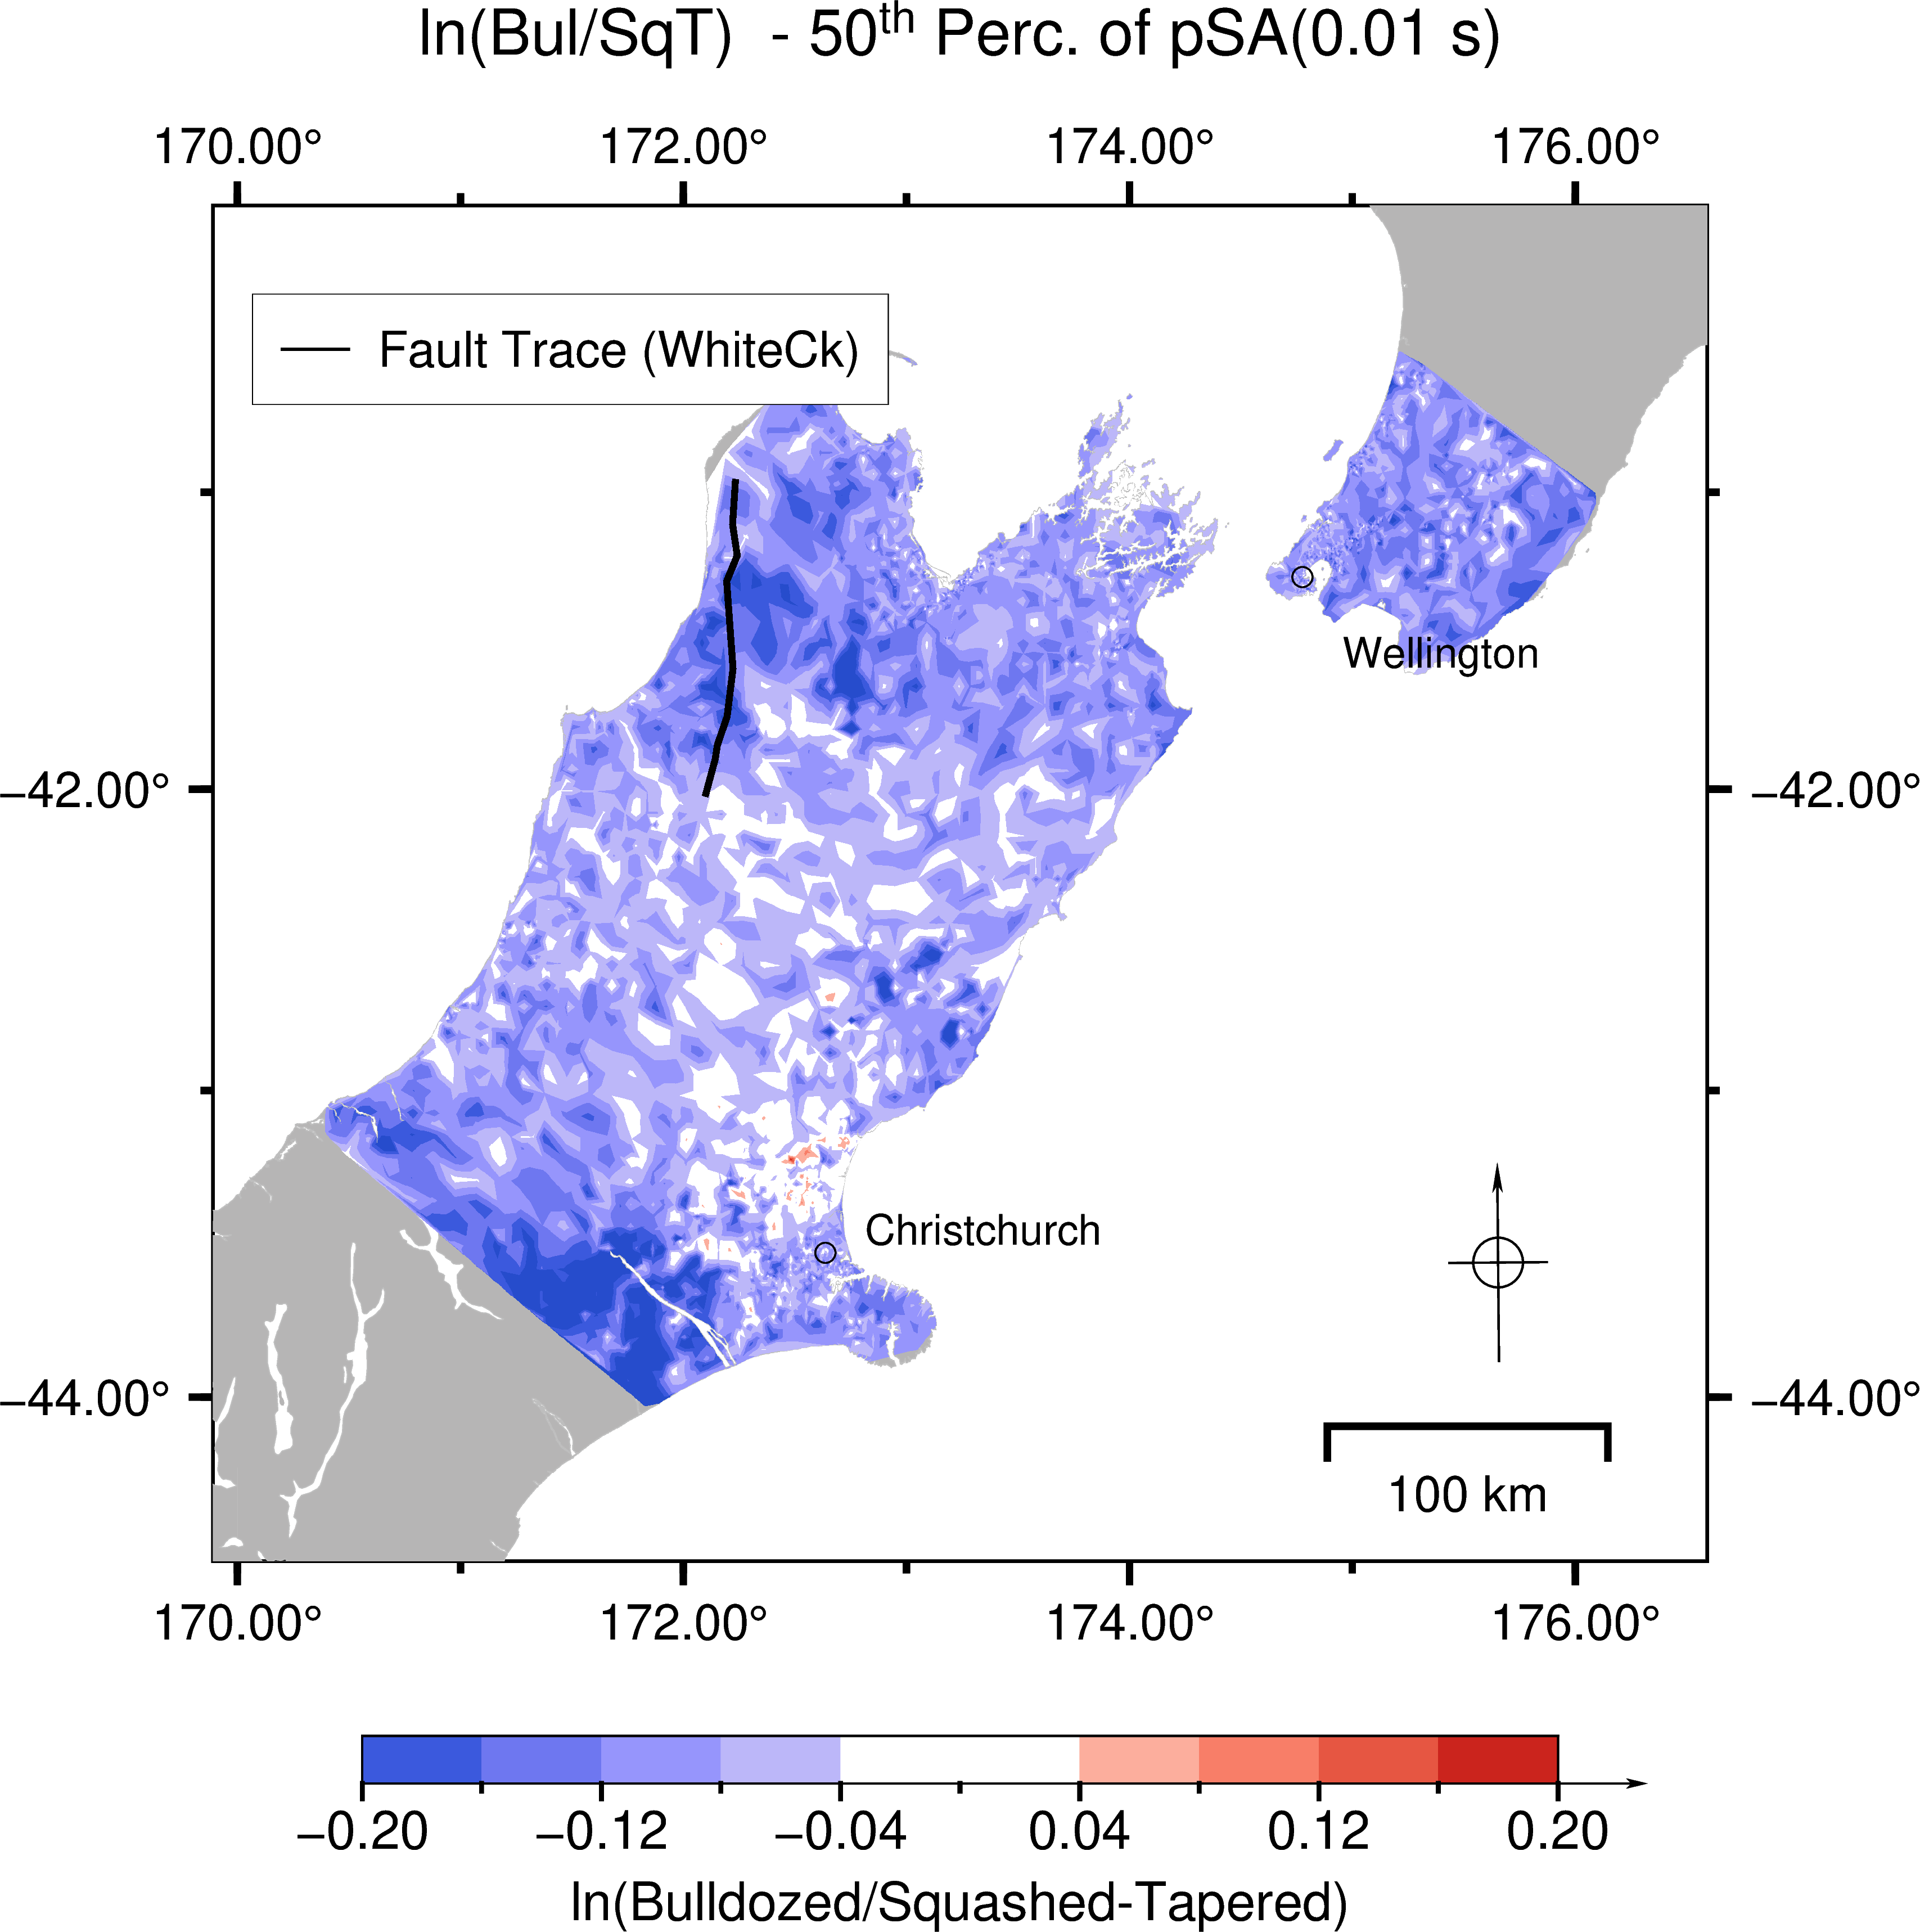 ln(Bul/SqT) - 50th Perc. of pSA(0.01 s)
170.00° 172.00° 174.00° 176.00°
Fault Trace (WhiteCk)
Wellington
−42.00° −42.00°
Christchurch
−44.00° −44.00°
100 km
170.00° 172.00° 174.00° 176.00°
−0.20 −0.12 −0.04 0.04 0.12 0.20
ln(Bulldozed/Squashed-Tapered)